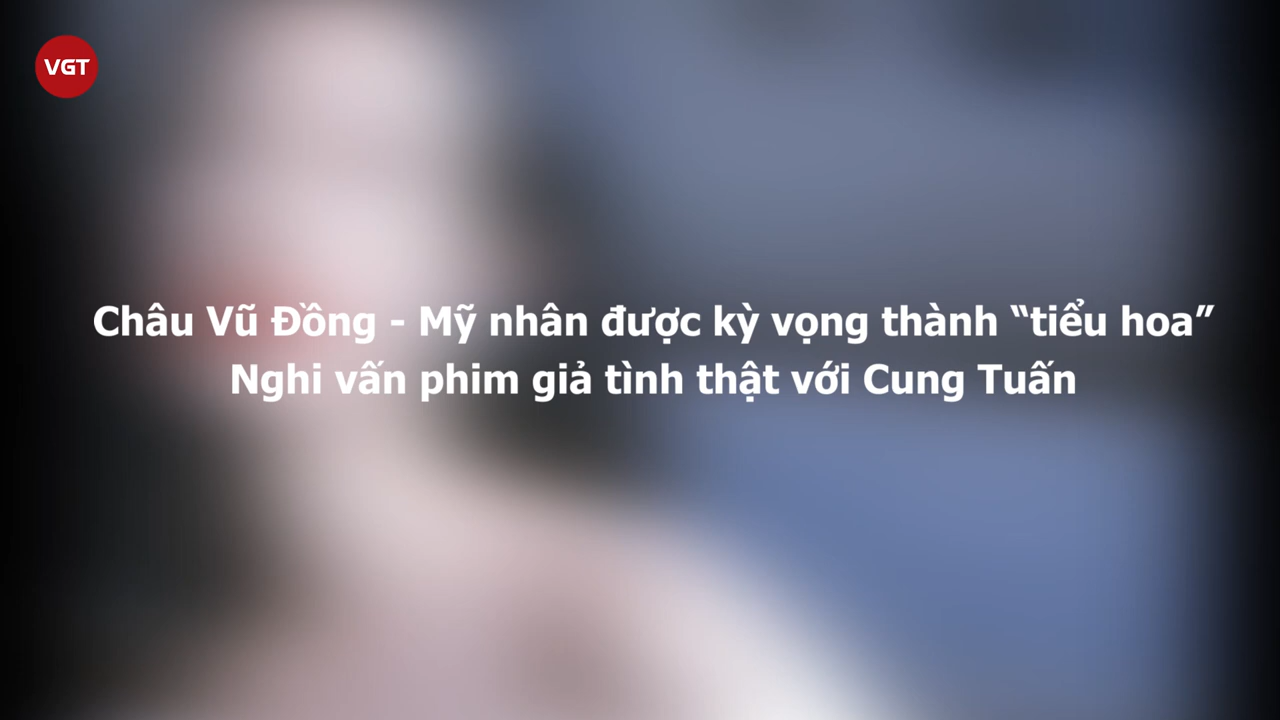 VGT
Châu Vũ Đồng - Mỹ nhân được kỳ vọng thành “tiểu hoa”
Nghi vấn phim giả tình thật với Cung Tuấn